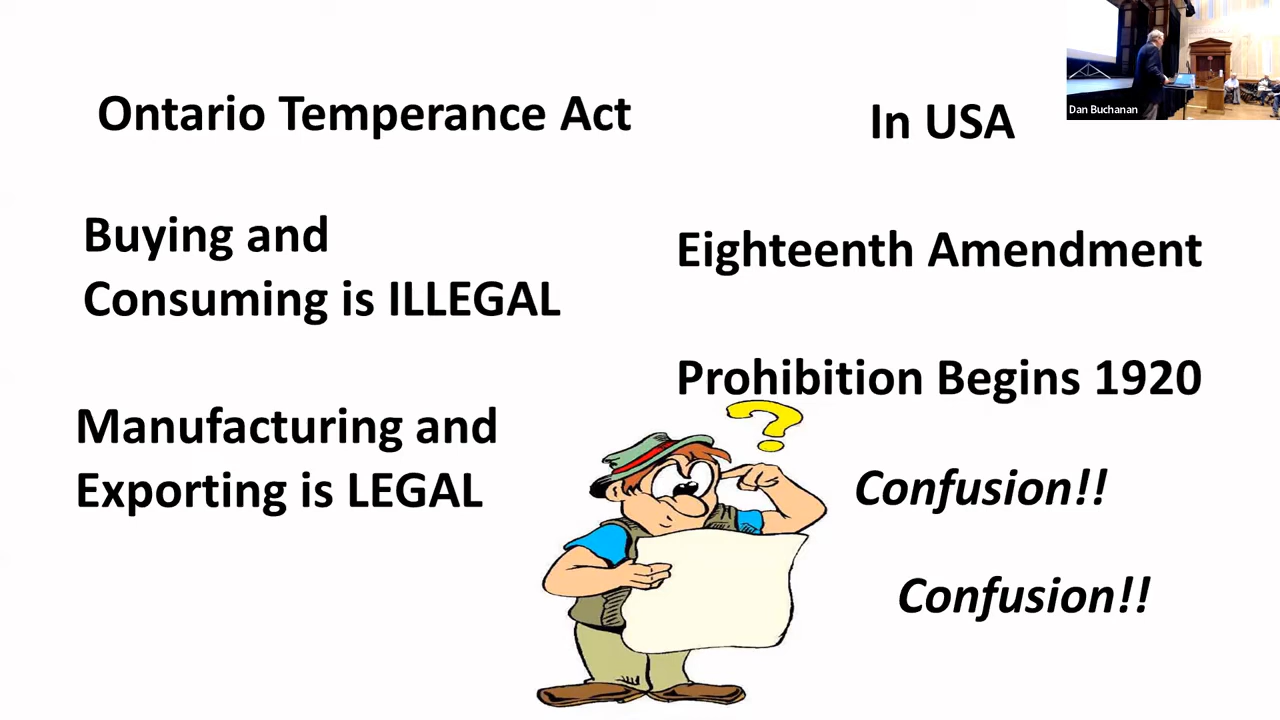 Ontario Temperance Act
Buying and
Consuming is ILLEGAL
Manufacturing and
Exporting is LEGAL
In USA
Eighteenth Amendment
Prohibition Begins 1920
?
Confusion!!
Confusion!!
Dan Buchanan